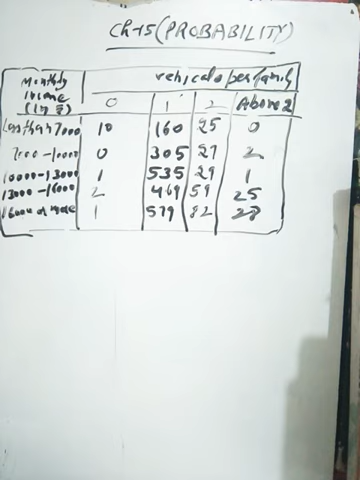 Ch-15 (PROBABILITY)
Monthly income (in ₹) vehicals per family
0 1 2 Above 2
Less than 7000 10 160 25 0
7000-10000 0 305 27 2
10000-13000 1 535 29 1
13000-16000 2 469 59 25
16000 or more 1 579 82 28